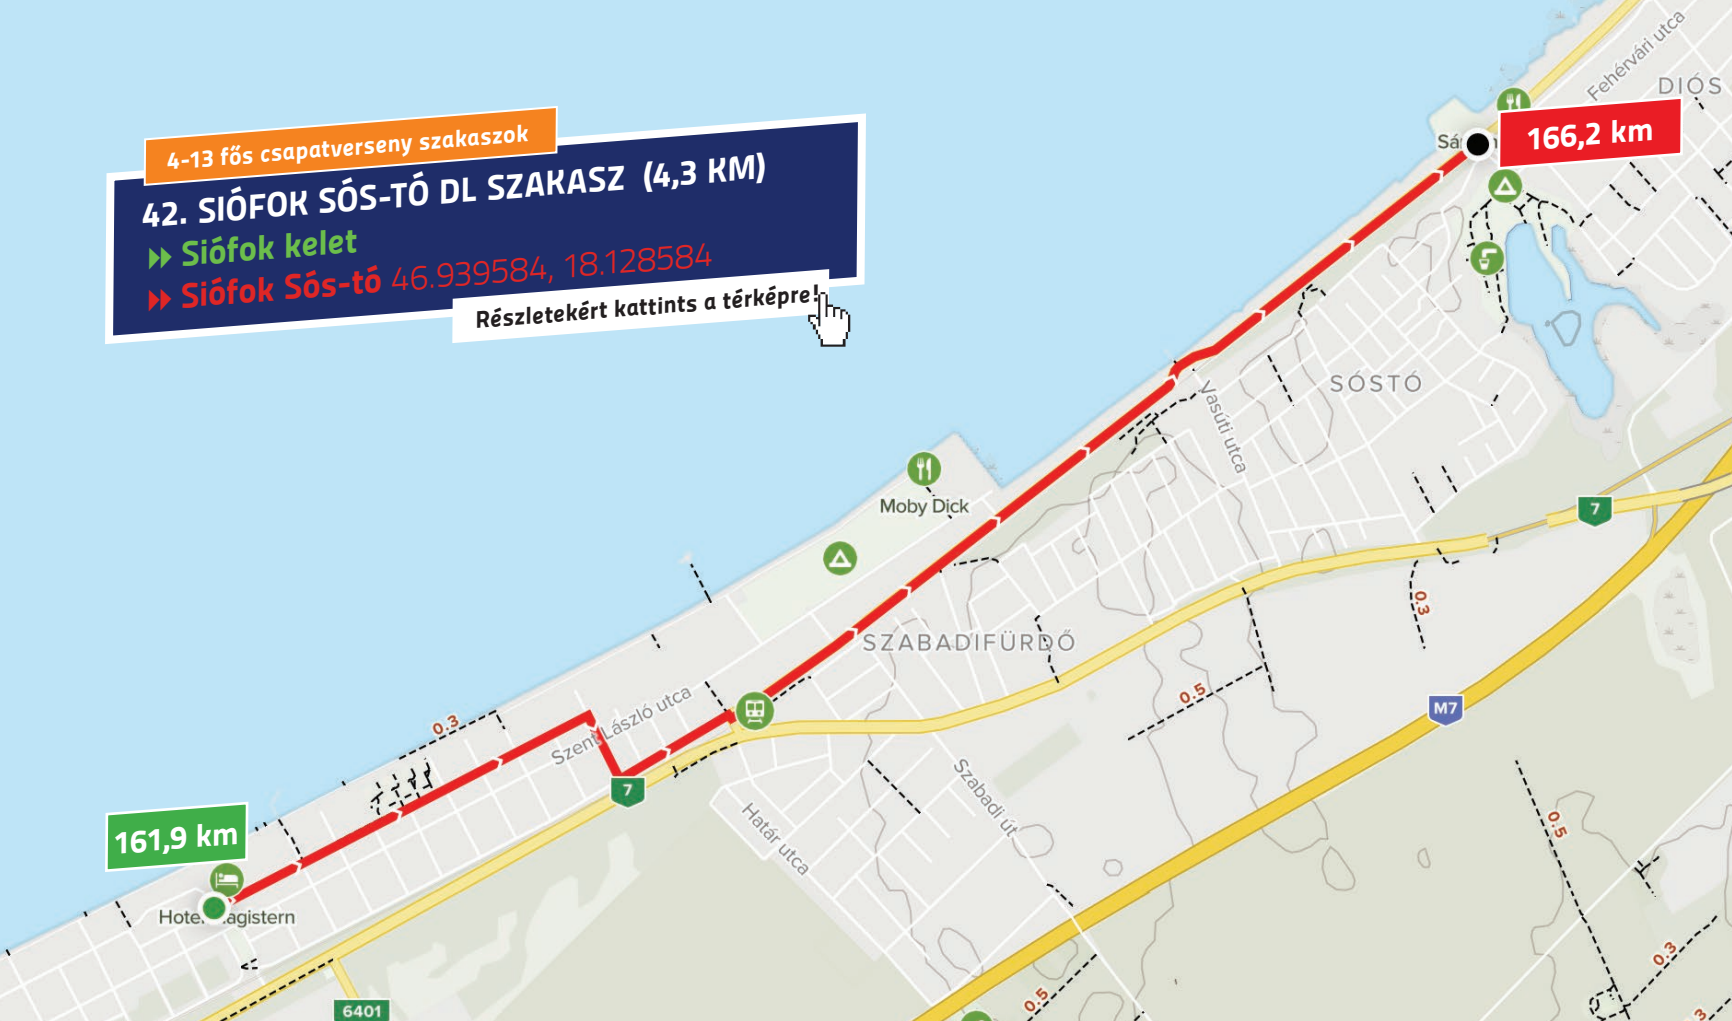 4-13 fős csapatverseny szakaszok
42. SIÓFOK SÓS-TÓ DL SZAKASZ (4,3 KM)
Siófok kelet
Siófok Sós-tó 46.939584, 18.128584
Részletekért kattints a térképre!
Fehérvári utca
DIÓS
166,2 km
SÓSTÓ
Vasúti utca
Moby Dick
7
SZABADIFÜRDŐ
0.3
0.5
M7
Szent László utca
0.3
7
Szabadi út
Határ utca
0.5
161,9 km
Hotel Magistern
0.3
0.5
6401
3